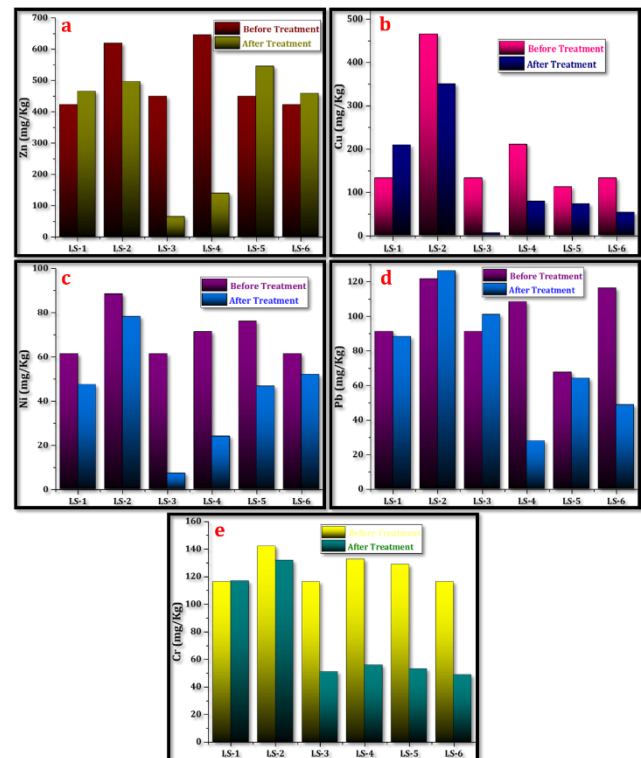 a
Before Treatment
After Treatment
Zn (mg/Kg)
700
600
500
400
300
200
100
0
LS-1 LS-2 LS-3 LS-4 LS-5 LS-6
b
Before Treatment
After Treatment
Cu (mg/Kg)
500
400
300
200
100
0
LS-1 LS-2 LS-3 LS-4 LS-5 LS-6
c
Before Treatment
After Treatment
Ni (mg/Kg)
100
80
60
40
20
0
LS-1 LS-2 LS-3 LS-4 LS-5 LS-6
d
Before Treatment
After Treatment
Pb (mg/Kg)
120
100
80
60
40
20
0
LS-1 LS-2 LS-3 LS-4 LS-5 LS-6
e
Before Treatment
After Treatment
Cr (mg/Kg)
160
140
120
100
80
60
40
20
0
LS-1 LS-2 LS-3 LS-4 LS-5 LS-6